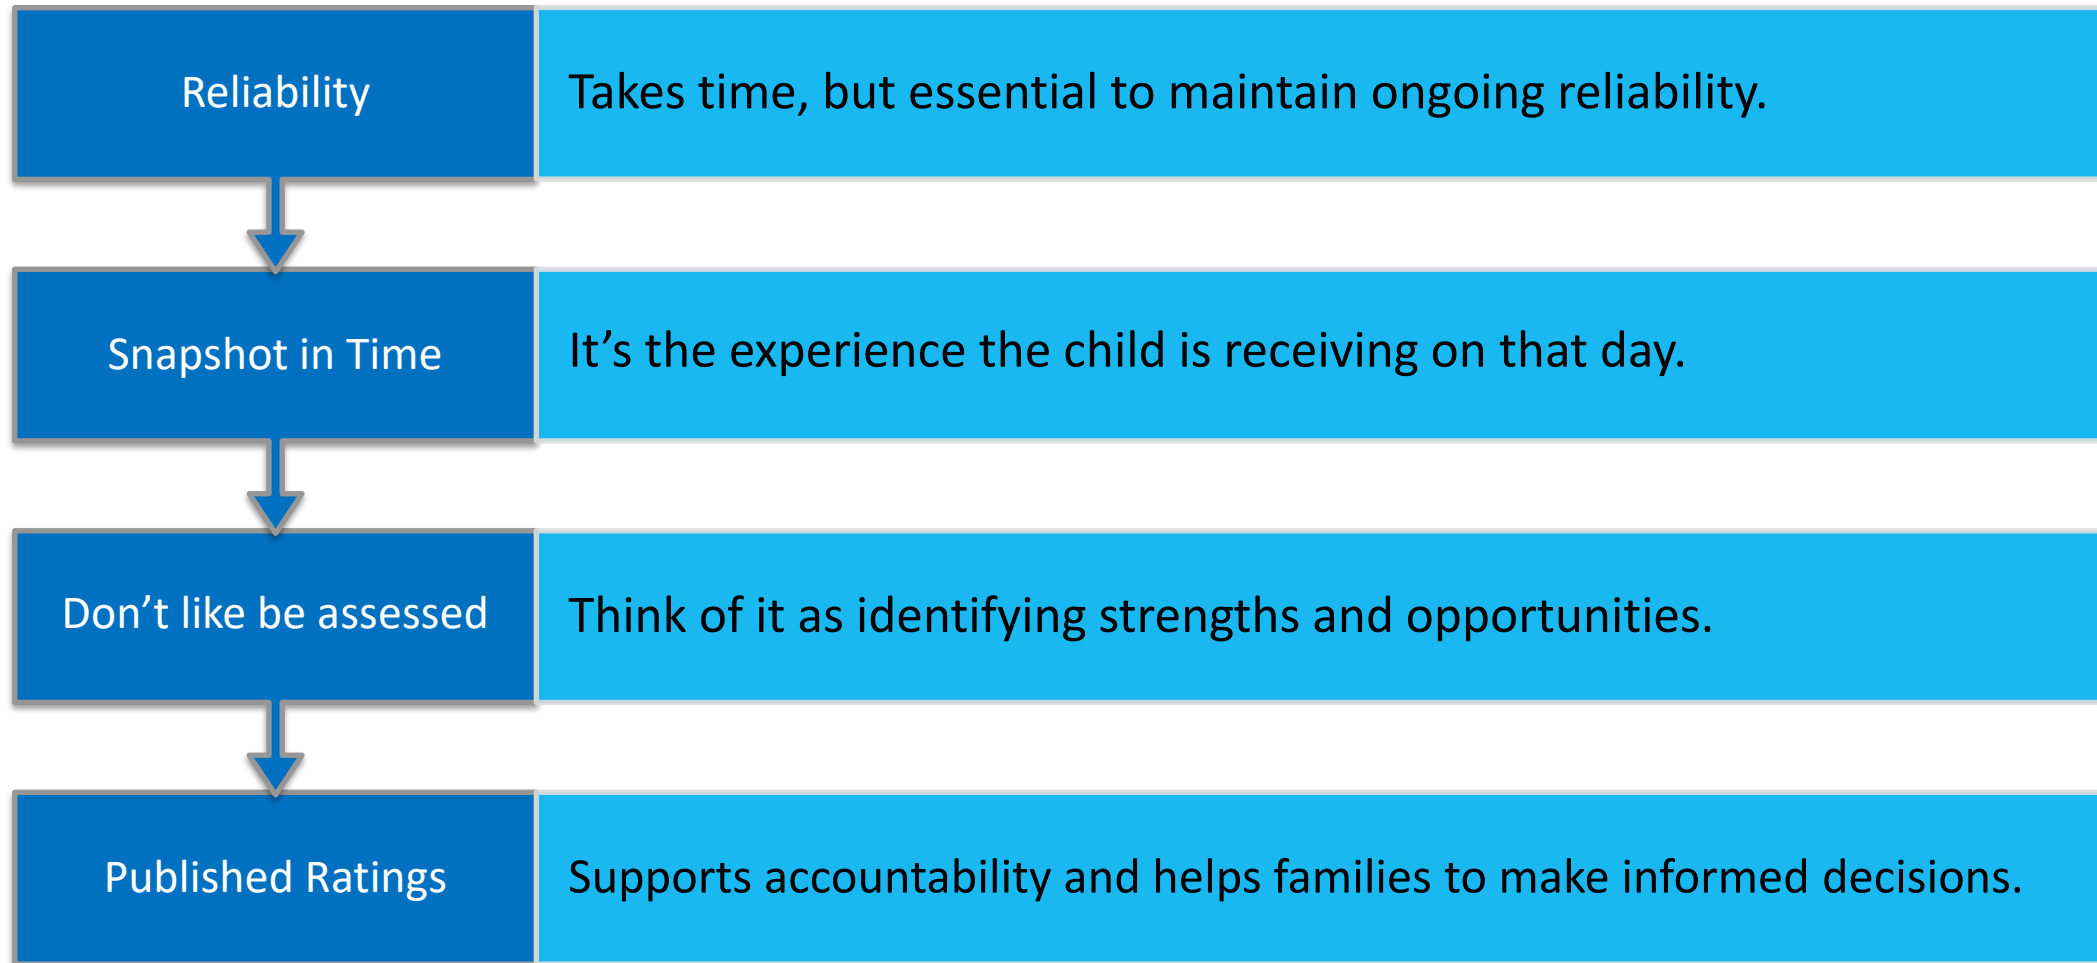 Reliability
Takes time, but essential to maintain ongoing reliability.
Snapshot in Time
It’s the experience the child is receiving on that day.
Don’t like be assessed
Think of it as identifying strengths and opportunities.
Published Ratings
Supports accountability and helps families to make informed decisions.